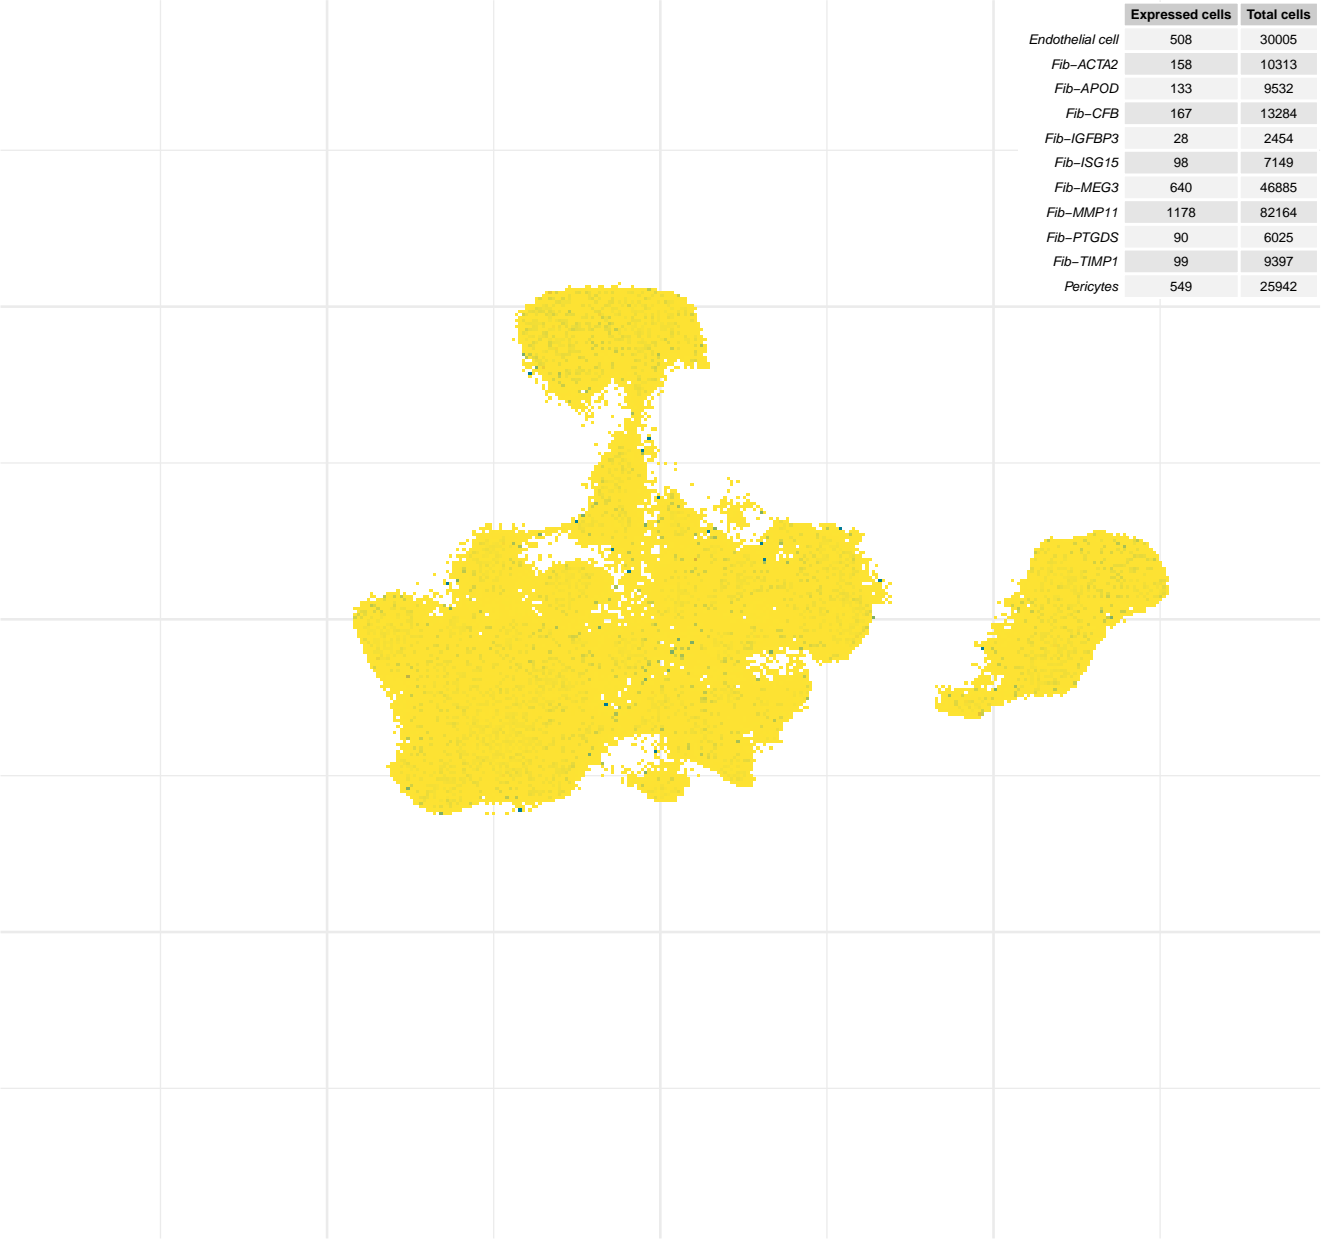 Expressed cells Total cells
Endothelial cell 508 30005
Fib−ACTA2 158 10313
Fib−APOD 133 9532
Fib−CFB 167 13284
Fib−IGFBP3 28 2454
Fib−ISG15 98 7149
Fib−MEG3 640 46885
Fib−MMP11 1178 82164
Fib−PTGDS 90 6025
Fib−TIMP1 99 9397
Pericytes 549 25942